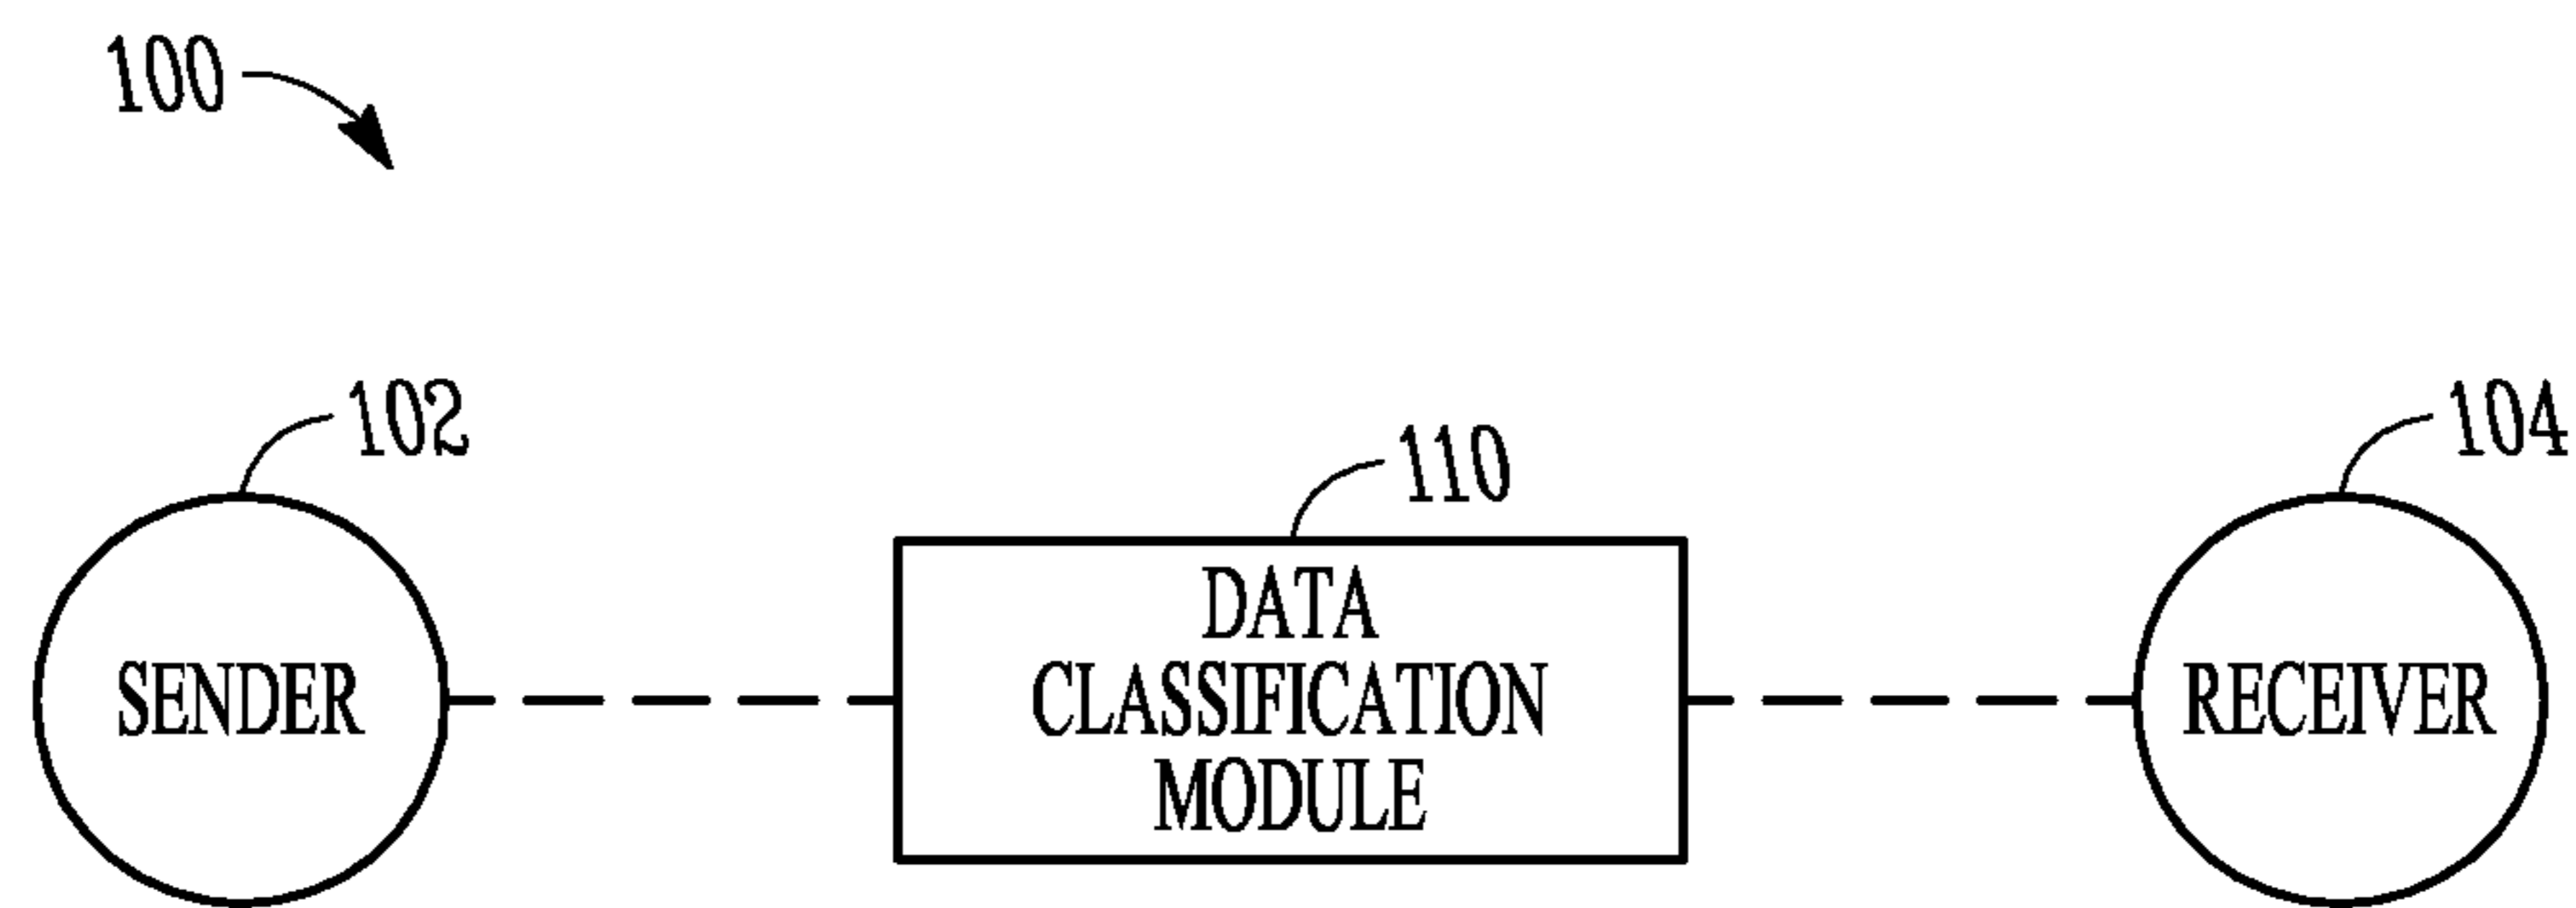 100
102
110
104
SENDER
DATA
CLASSIFICATION
MODULE
RECEIVER